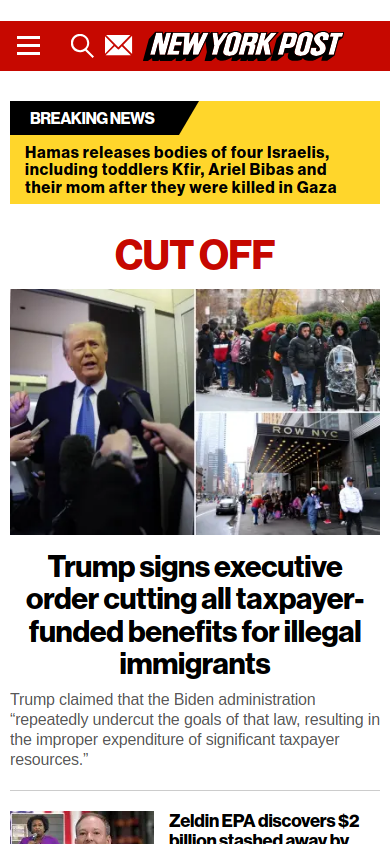 NEW YORK POST
BREAKING NEWS
Hamas releases bodies of four Israelis,
including toddlers Kfir, Ariel Bibas and
their mom after they were killed in Gaza
CUT OFF
ROW NYC
Trump signs executive
order cutting all taxpayer-
funded benefits for illegal
immigrants
Trump claimed that the Biden administration
“repeatedly undercut the goals of that law, resulting in
the improper expenditure of significant taxpayer
resources.”
Zeldin EPA discovers $2
billion stashed away by